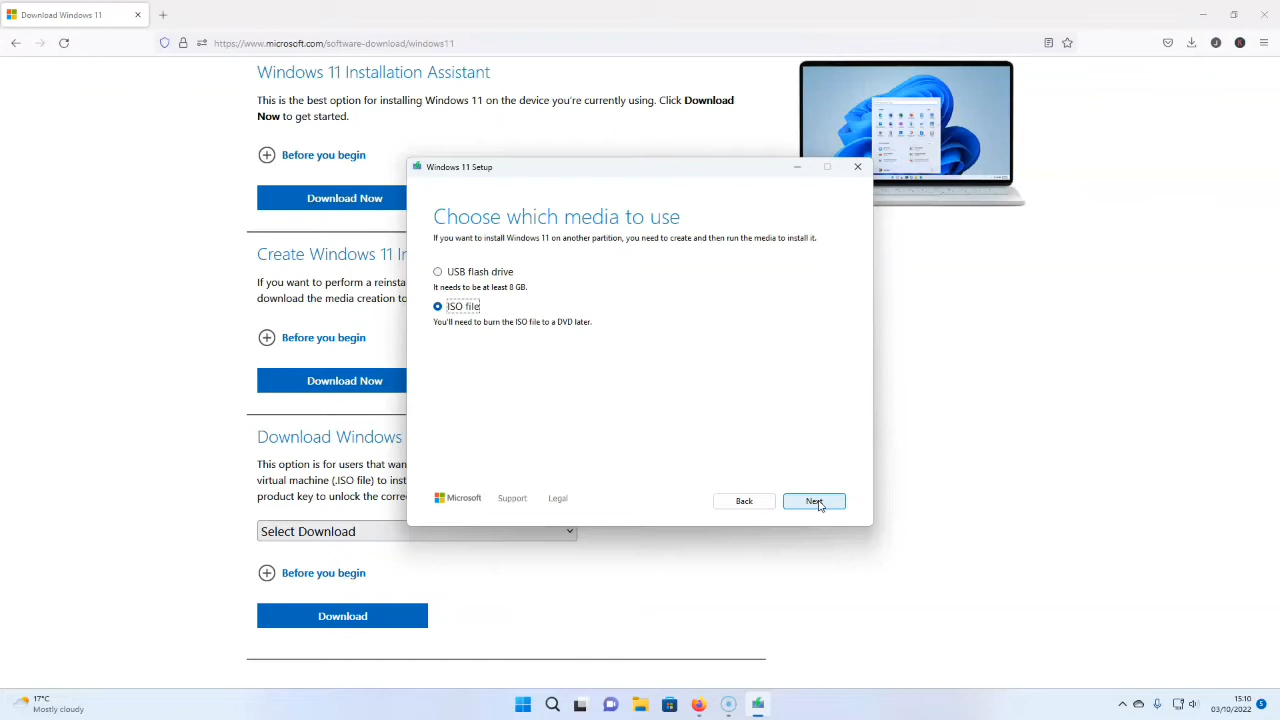 Download Windows 11
https://www.microsoft.com/software-download/windows11
Windows 11 Installation Assistant
This is the best option for installing Windows 11 on the device you're currently using. Click Download
Now to get started.
Before you begin
Download Now
Create Windows 11 In
If you want to perform a reinsta
download the media creation to
Before you begin
Download Now
Download Windows
This option is for users that wan
virtual machine (.ISO file) to inst
product key to unlock the correc
Select Download
Before you begin
Download
Windows 11 Setup
Choose which media to use
If you want to install Windows 11 on another partition, you need to create and then run the media to install it.
USB flash drive
It needs to be at least 8 GB.
ISO file
You'll need to burn the ISO file to a DVD later.
Microsoft
Support
Legal
Back
Next
17°C
Mostly cloudy
15:10
03/10/2022
5